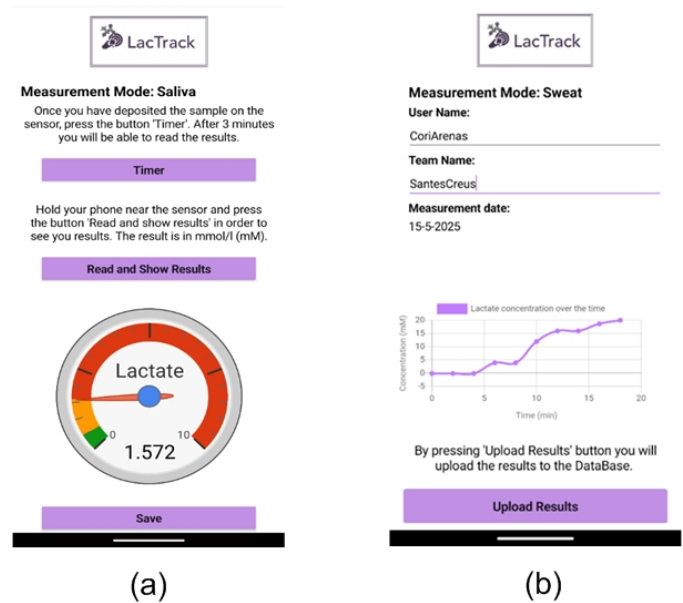 LacTrack
Measurement Mode: Saliva
Once you have deposited the sample on the
sensor, press the button 'Timer'. After 3 minutes
you will be able to read the results.
Timer
Hold your phone near the sensor and press
the button 'Read and show results' in order to
see you results. The result is in mmol/l (mM).
Read and Show Results
Lactate
0
10
1.572
Save
(a)
LacTrack
Measurement Mode: Sweat
User Name:
CoriArenas
Team Name:
SantesCreus
Measurement date:
15-5-2025
Lactate concentration over the time
Concentration (mM)
20
15
10
5
0
-5
0 5 10 15 20
Time (min)
By pressing 'Upload Results' button you will
upload the results to the DataBase.
Upload Results
(b)